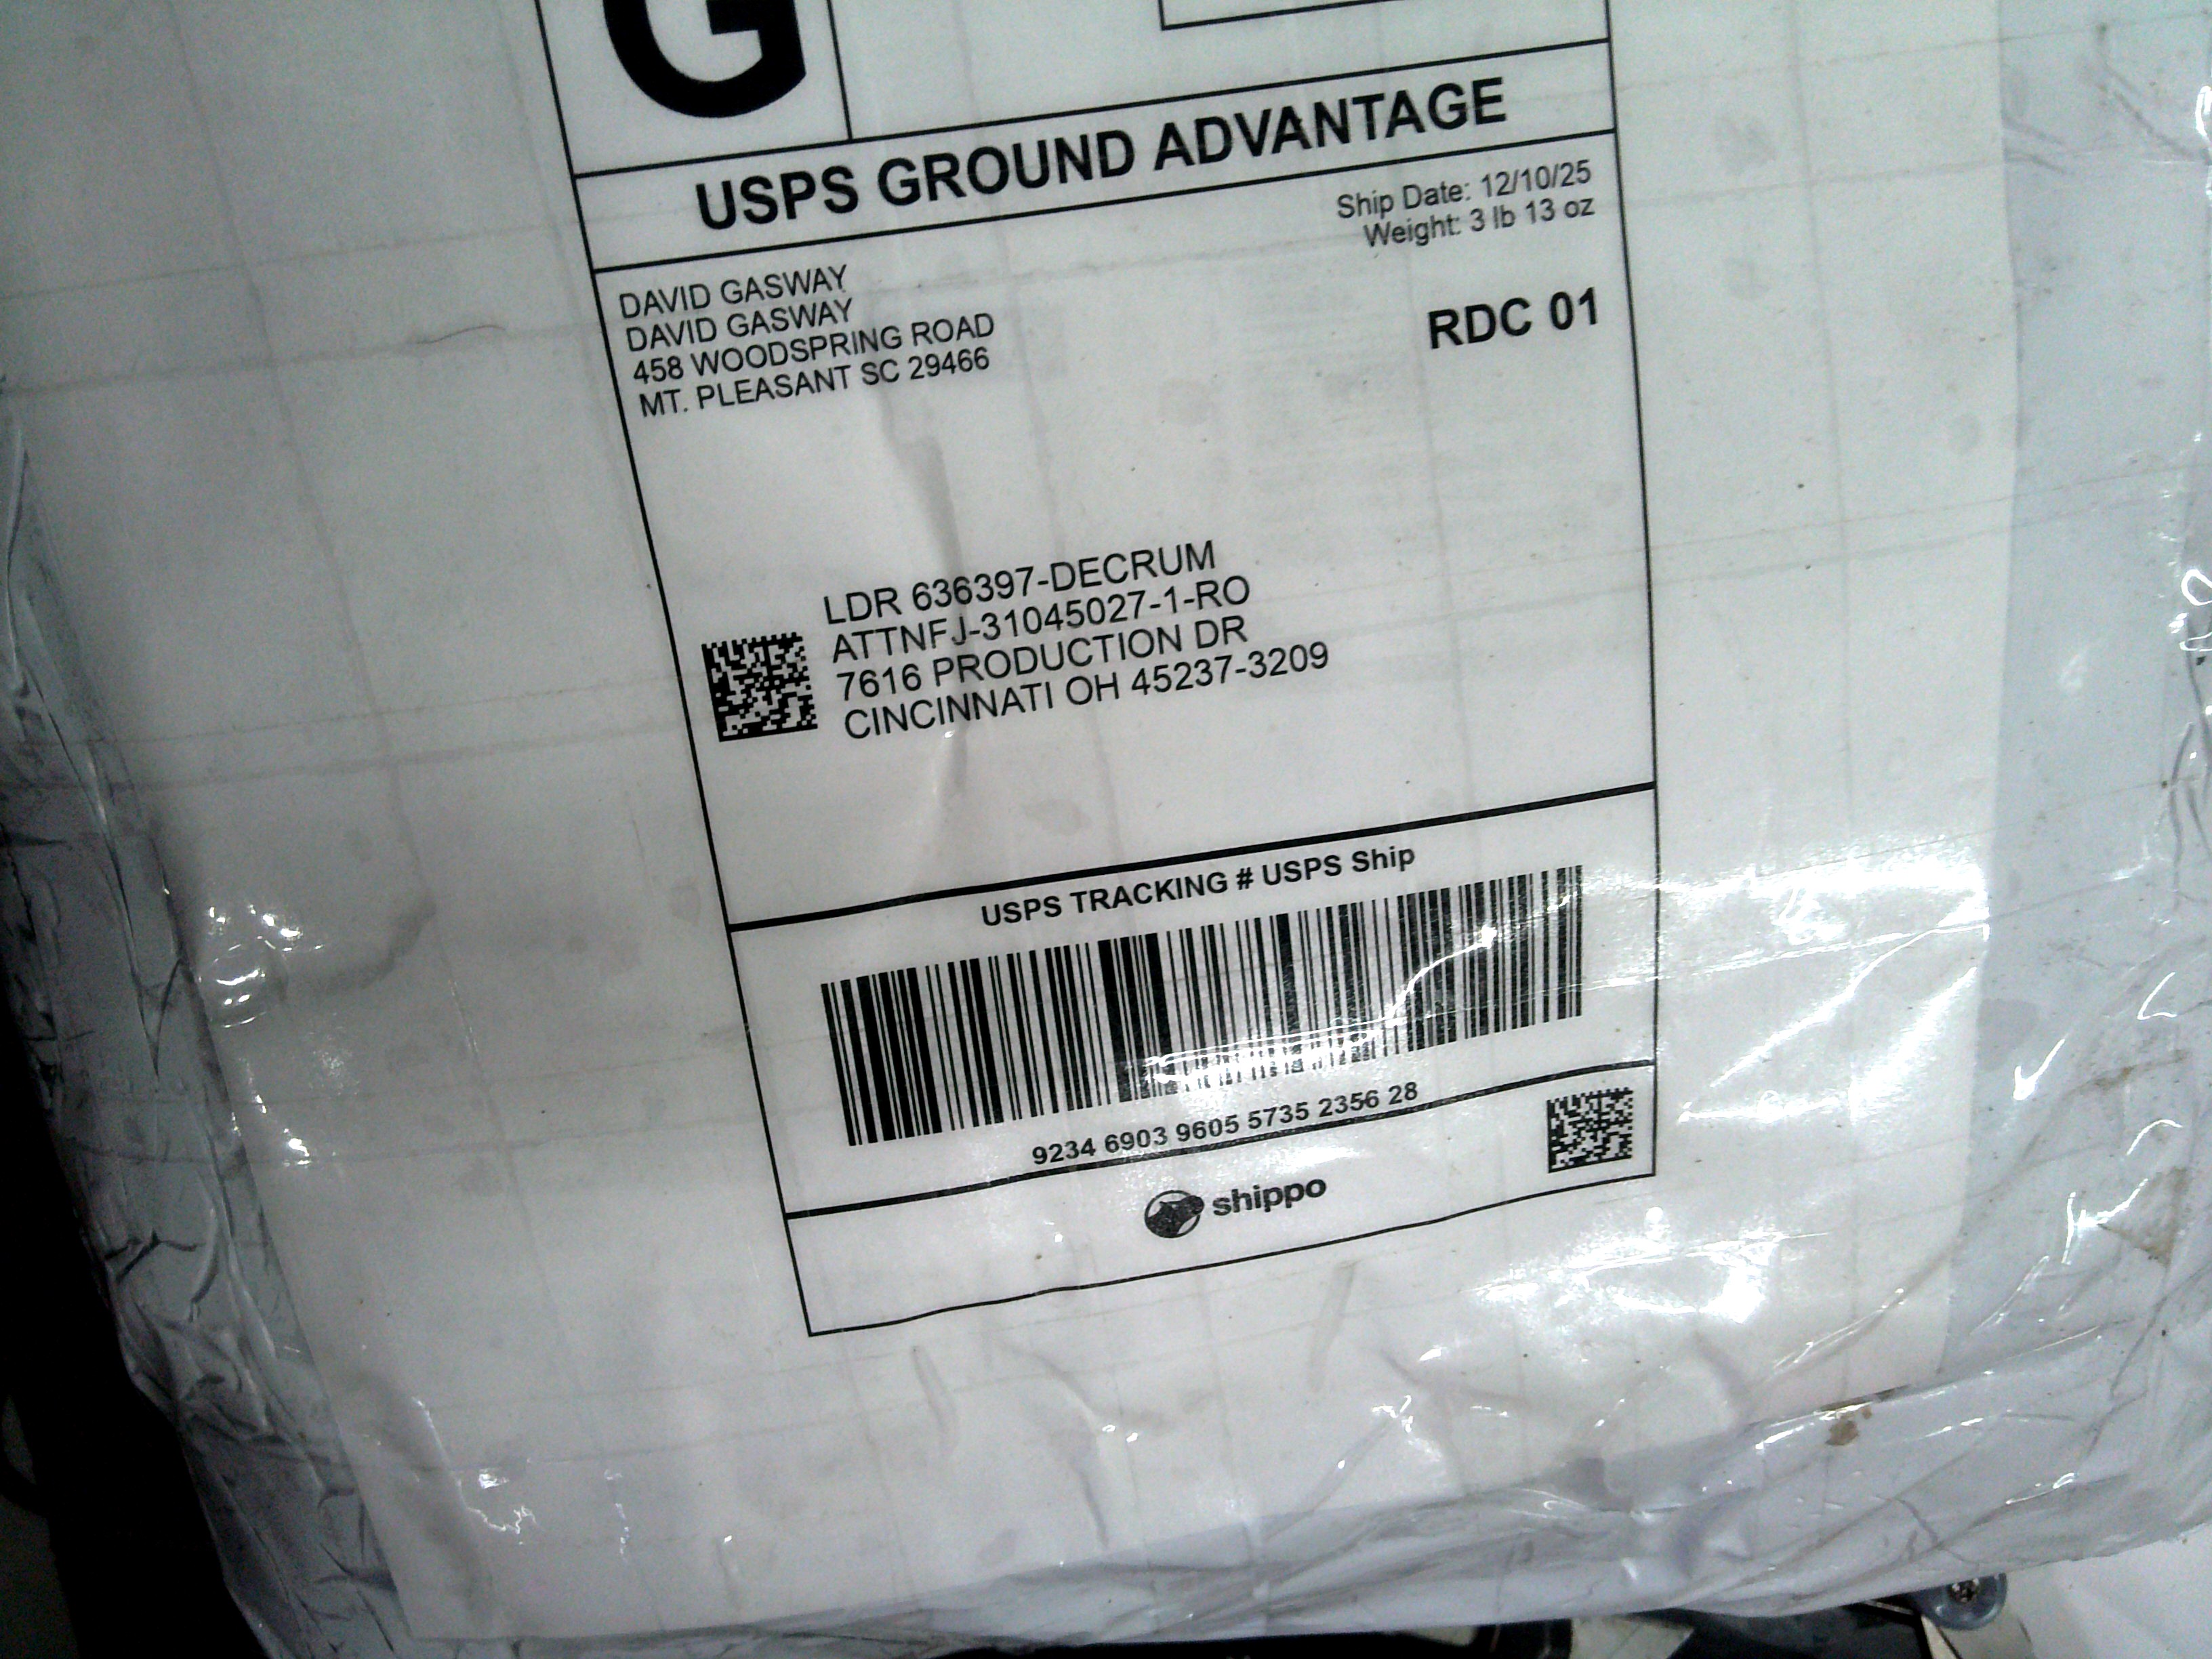 G
USPS GROUND ADVANTAGE
Ship Date: 12/10/25
Weight: 3 lb 13 oz
DAVID GASWAY
DAVID GASWAY
458 WOODSPRING ROAD
MT. PLEASANT SC 29466
RDC 01
LDR 636397-DECRUM
ATTNFJ-31045027-1-RO
7616 PRODUCTION DR
CINCINNATI OH 45237-3209
USPS TRACKING # USPS Ship
9234 6903 9605 5735 2356 28
shippo